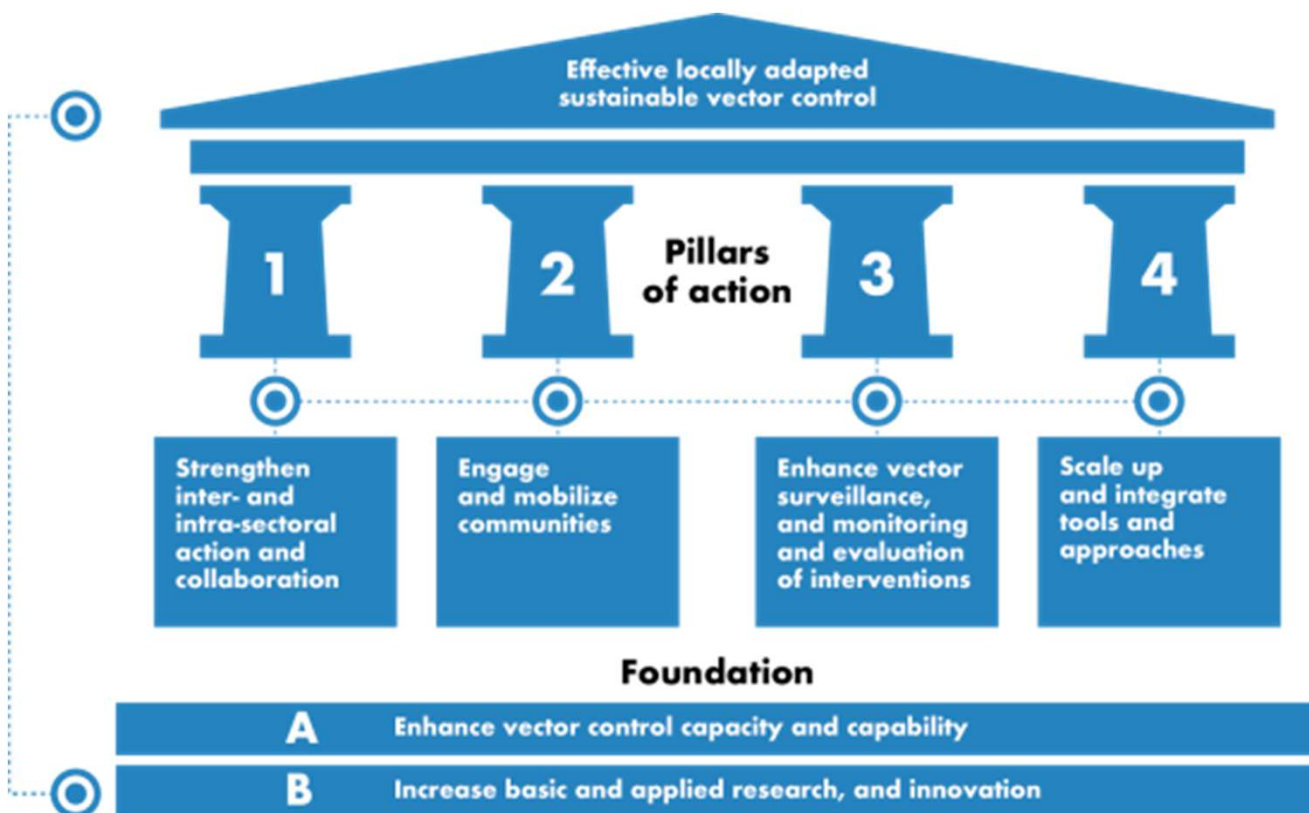 Effective locally adapted
sustainable vector control
1
2
Pillars
of action
3
4
Strengthen
inter- and
intra-sectoral
action and
collaboration
Engage
and mobilize
communities
Enhance vector
surveillance,
and monitoring
and evaluation
of interventions
Scale up
and integrate
tools and
approaches
Foundation
A Enhance vector control capacity and capability
B Increase basic and applied research, and innovation